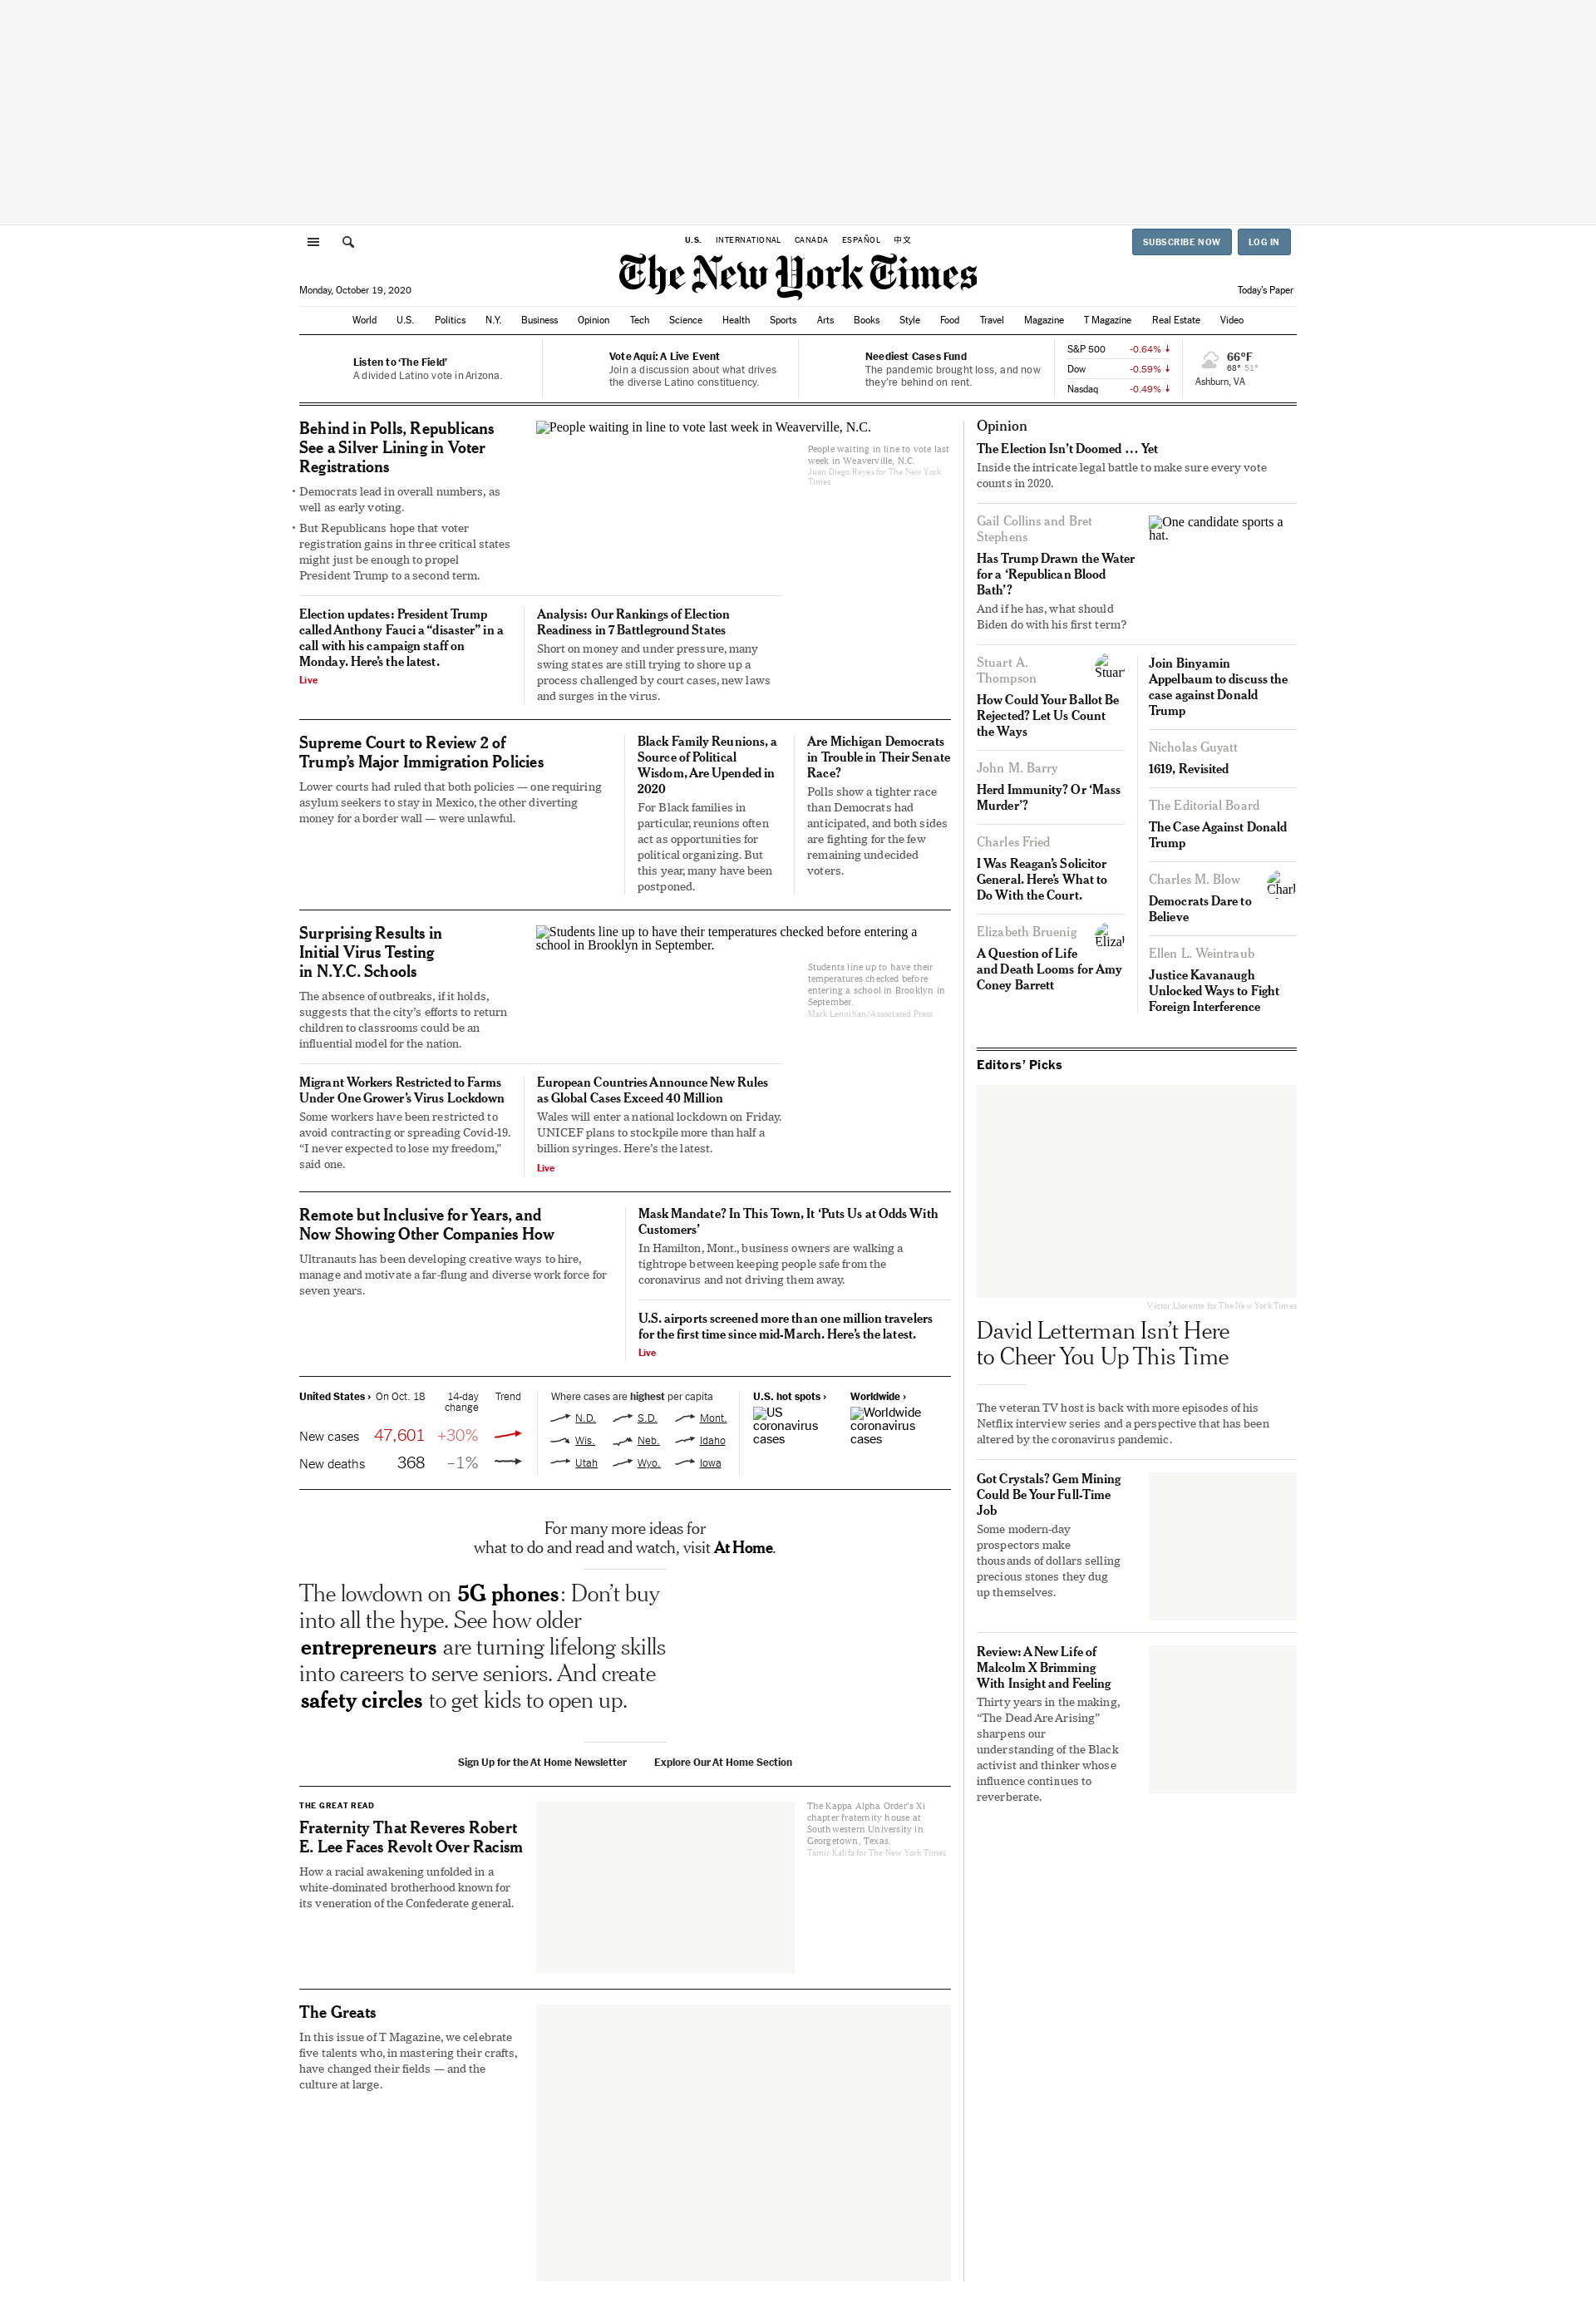 U.S. INTERNATIONAL CANADA ESPAÑOL 中文
SUBSCRIBE NOW LOG IN
The New York Times
Monday, October 19, 2020
Today's Paper
World U.S. Politics N.Y. Business Opinion Tech Science Health Sports Arts Books Style Food Travel Magazine T Magazine Real Estate Video
Listen to ‘The Field’
A divided Latino vote in Arizona.
Vote Aquí: A Live Event
Join a discussion about what drives
the diverse Latino constituency.
Neediest Cases Fund
The pandemic brought loss, and now
they’re behind on rent.
S&P 500 -0.64% ↓
Dow -0.59% ↓
Nasdaq -0.49% ↓
66°F
68° 51°
Ashburn, VA
Behind in Polls, Republicans
See a Silver Lining in Voter
Registrations
• Democrats lead in overall numbers, as
well as early voting.
• But Republicans hope that voter
registration gains in three critical states
might just be enough to propel
President Trump to a second term.
People waiting in line to vote last week in Weaverville, N.C.
People waiting in line to vote last
week in Weaverville, N.C.
Juan Diego Reyes for The New York
Times
Election updates: President Trump
called Anthony Fauci a “disaster” in a
call with his campaign staff on
Monday. Here’s the latest.
Live
Analysis: Our Rankings of Election
Readiness in 7 Battleground States
Short on money and under pressure, many
swing states are still trying to shore up a
process challenged by court cases, new laws
and surges in the virus.
Supreme Court to Review 2 of
Trump’s Major Immigration Policies
Lower courts had ruled that both policies — one requiring
asylum seekers to stay in Mexico, the other diverting
money for a border wall — were unlawful.
Black Family Reunions, a
Source of Political
Wisdom, Are Upended in
2020
For Black families in
particular, reunions often
act as opportunities for
political organizing. But
this year, many have been
postponed.
Are Michigan Democrats
in Trouble in Their Senate
Race?
Polls show a tighter race
than Democrats had
anticipated, and both sides
are fighting for the few
remaining undecided
voters.
Surprising Results in
Initial Virus Testing
in N.Y.C. Schools
The absence of outbreaks, if it holds,
suggests that the city’s efforts to return
children to classrooms could be an
influential model for the nation.
Students line up to have their temperatures checked before entering a
school in Brooklyn in September.
Students line up to have their
temperatures checked before
entering a school in Brooklyn in
September.
Mark Lennihan/Associated Press
Migrant Workers Restricted to Farms
Under One Grower’s Virus Lockdown
Some workers have been restricted to
avoid contracting or spreading Covid-19.
“I never expected to lose my freedom,”
said one.
European Countries Announce New Rules
as Global Cases Exceed 40 Million
Wales will enter a national lockdown on Friday.
UNICEF plans to stockpile more than half a
billion syringes. Here’s the latest.
Live
Remote but Inclusive for Years, and
Now Showing Other Companies How
Ultranauts has been developing creative ways to hire,
manage and motivate a far-flung and diverse work force for
seven years.
Mask Mandate? In This Town, It ‘Puts Us at Odds With
Customers’
In Hamilton, Mont., business owners are walking a
tightrope between keeping people safe from the
coronavirus and not driving them away.
U.S. airports screened more than one million travelers
for the first time since mid-March. Here’s the latest.
Live
United States › On Oct. 18 14-day
change Trend
New cases 47,601 +30%
New deaths 368 –1%
Where cases are highest per capita
N.D. S.D. Mont.
Wis. Neb. Idaho
Utah Wyo. Iowa
U.S. hot spots ›
US
coronavirus
cases
Worldwide ›
Worldwide
coronavirus
cases
For many more ideas for
what to do and read and watch, visit At Home.
The lowdown on 5G phones: Don’t buy
into all the hype. See how older
entrepreneurs are turning lifelong skills
into careers to serve seniors. And create
safety circles to get kids to open up.
Sign Up for the At Home Newsletter Explore Our At Home Section
THE GREAT READ
Fraternity That Reveres Robert
E. Lee Faces Revolt Over Racism
How a racial awakening unfolded in a
white-dominated brotherhood known for
its veneration of the Confederate general.
The Kappa Alpha Order’s Xi
chapter fraternity house at
Southwestern University in
Georgetown, Texas.
Tamir Kalifa for The New York Times
The Greats
In this issue of T Magazine, we celebrate
five talents who, in mastering their crafts,
have changed their fields — and the
culture at large.
Opinion
The Election Isn’t Doomed … Yet
Inside the intricate legal battle to make sure every vote
counts in 2020.
Gail Collins and Bret
Stephens
Has Trump Drawn the Water
for a ‘Republican Blood
Bath’?
And if he has, what should
Biden do with his first term?
One candidate sports a
hat.
Stuart A.
Thompson
Stuart
How Could Your Ballot Be
Rejected? Let Us Count
the Ways
John M. Barry
Herd Immunity? Or ‘Mass
Murder’?
Charles Fried
I Was Reagan’s Solicitor
General. Here’s What to
Do With the Court.
Elizabeth Bruenig
Elizab
A Question of Life
and Death Looms for Amy
Coney Barrett
Join Binyamin
Appelbaum to discuss the
case against Donald
Trump
Nicholas Guyatt
1619, Revisited
The Editorial Board
The Case Against Donald
Trump
Charles M. Blow
Charl
Democrats Dare to
Believe
Ellen L. Weintraub
Justice Kavanaugh
Unlocked Ways to Fight
Foreign Interference
Editors’ Picks
Victor Llorente for The New York Times
David Letterman Isn’t Here
to Cheer You Up This Time
The veteran TV host is back with more episodes of his
Netflix interview series and a perspective that has been
altered by the coronavirus pandemic.
Got Crystals? Gem Mining
Could Be Your Full-Time
Job
Some modern-day
prospectors make
thousands of dollars selling
precious stones they dug
up themselves.
Review: A New Life of
Malcolm X Brimming
With Insight and Feeling
Thirty years in the making,
“The Dead Are Arising”
sharpens our
understanding of the Black
activist and thinker whose
influence continues to
reverberate.